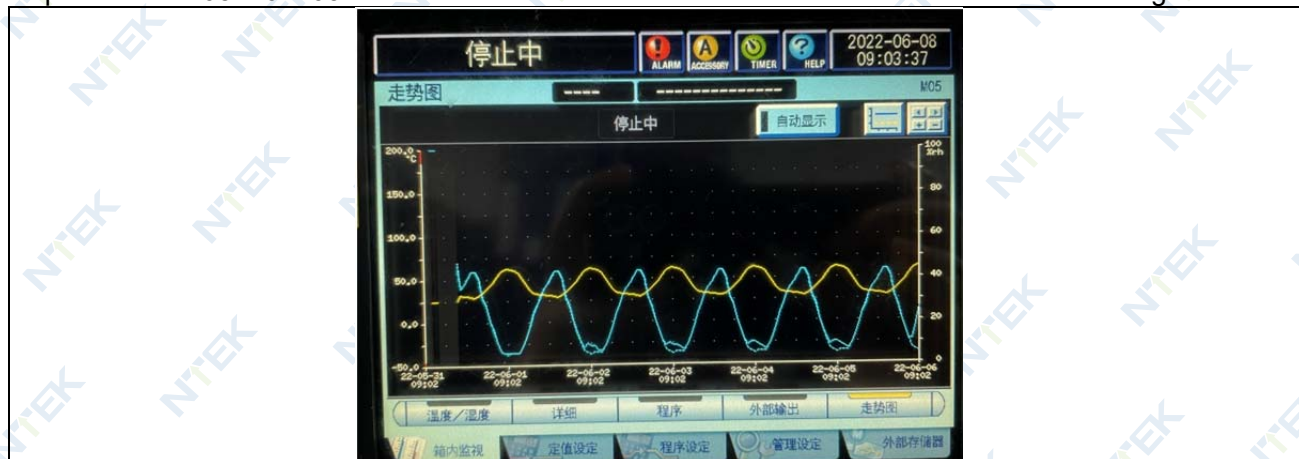 停止中 ALARM A ACCESSORY TIMER ? HELP 2022-06-08
09:03:37
走势图 ---- -------------- M05
停止中 自动显示
200.0 °C 100 %rh
150.0 80
100.0 60
50.0 40
0.0 20
-50.0 0
22-05-31 22-06-01 22-06-02 22-06-03 22-06-04 22-06-05 22-06-06
09:02 09:02 09:02 09:02 09:02 09:02 09:02
温度/湿度 详细 程序 外部输出 走势图
箱内监视 定值设定 程序设定 管理设定 外部存储器
NTEK